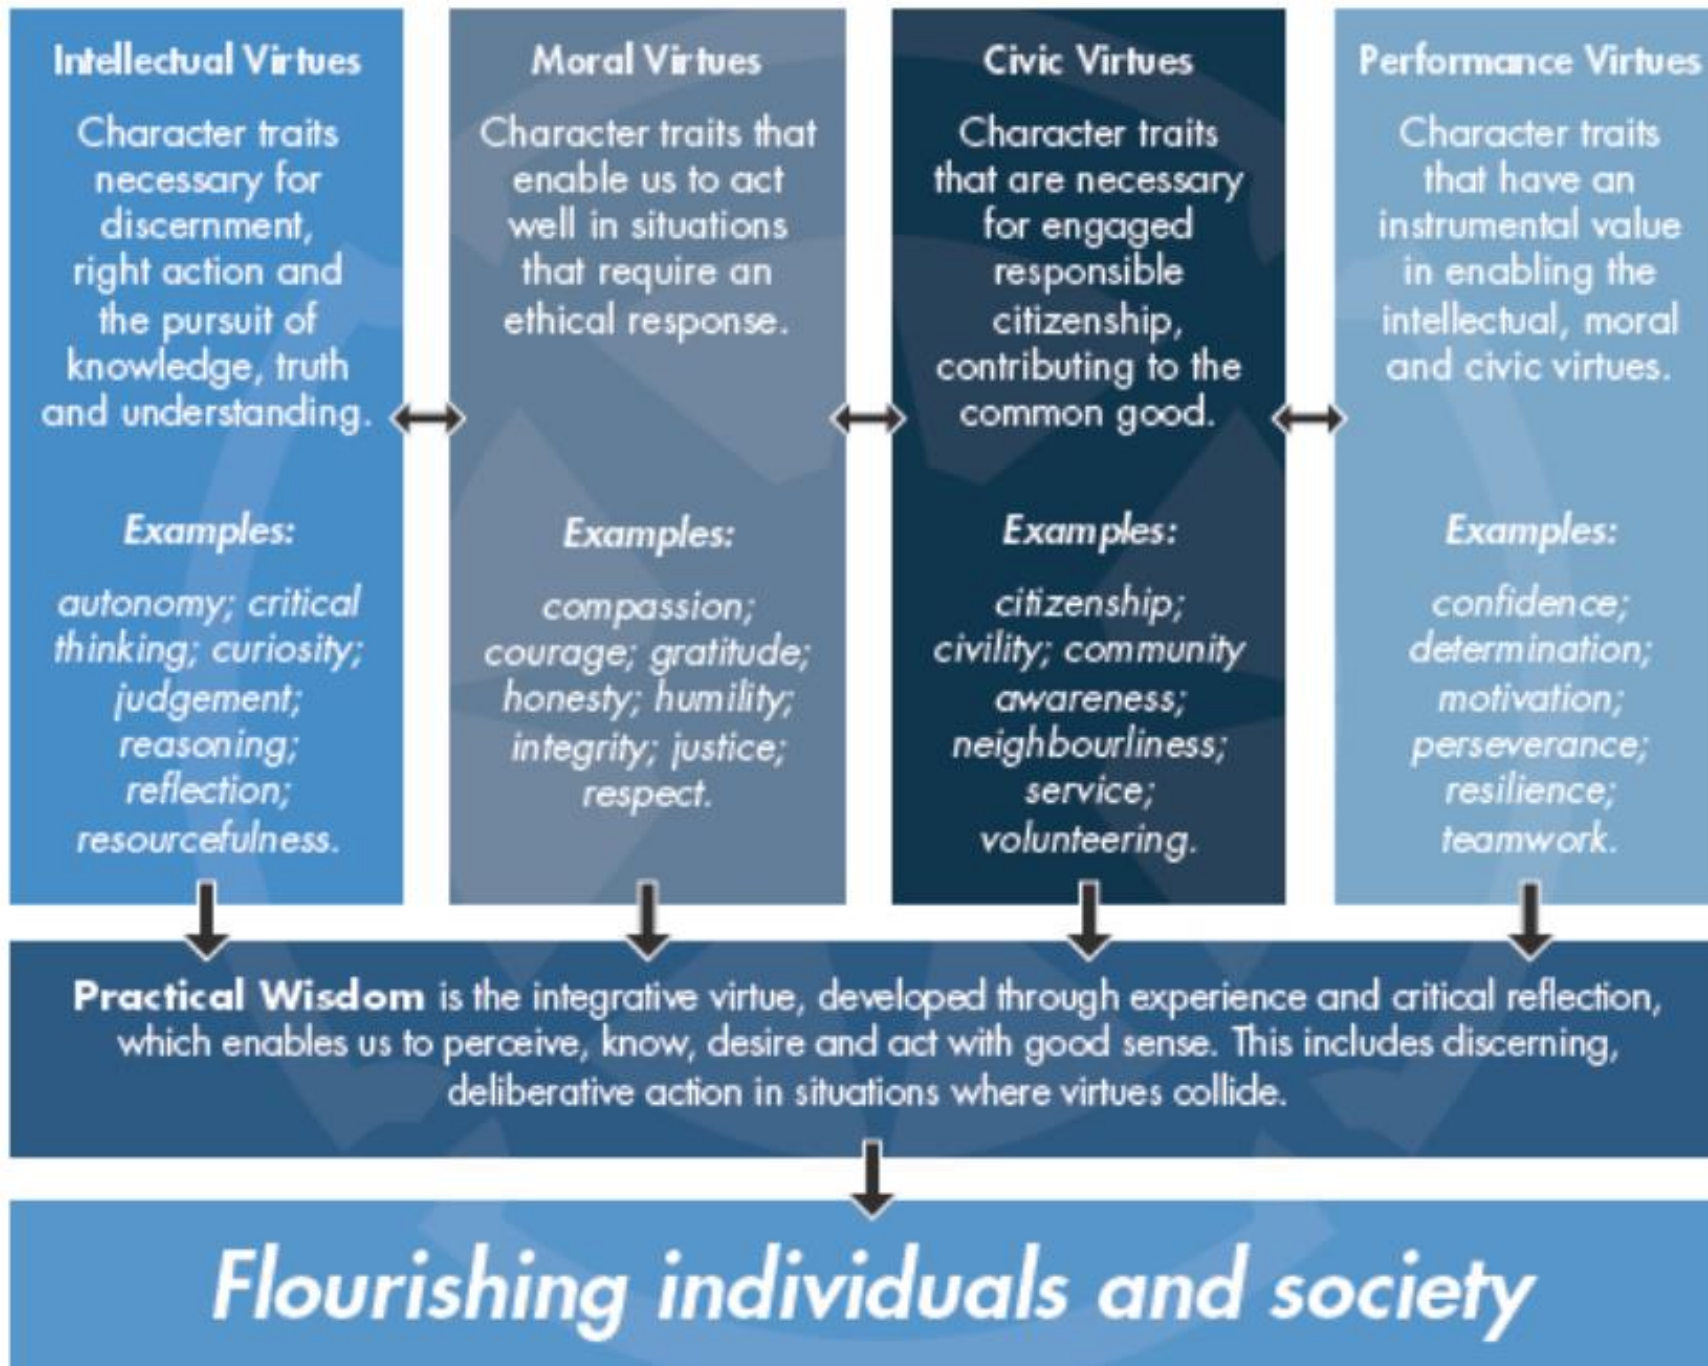 Intellectual Virtues
Character traits
necessary for
discernment,
right action and
the pursuit of
knowledge, truth
and understanding.
Examples:
autonomy; critical
thinking; curiosity;
judgement;
reasoning;
reflection;
resourcefulness.
Moral Virtues
Character traits that
enable us to act
well in situations
that require an
ethical response.
Examples:
compassion;
courage; gratitude;
honesty; humility;
integrity; justice;
respect.
Civic Virtues
Character traits
that are necessary
for engaged
responsible
citizenship,
contributing to the
common good.
Examples:
citizenship;
civility; community
awareness;
neighbourliness;
service;
volunteering.
Performance Virtues
Character traits
that have an
instrumental value
in enabling the
intellectual, moral
and civic virtues.
Examples:
confidence;
determination;
motivation;
perseverance;
resilience;
teamwork.
Practical Wisdom is the integrative virtue, developed through experience and critical reflection,
which enables us to perceive, know, desire and act with good sense. This includes discerning,
deliberative action in situations where virtues collide.
Flourishing individuals and society